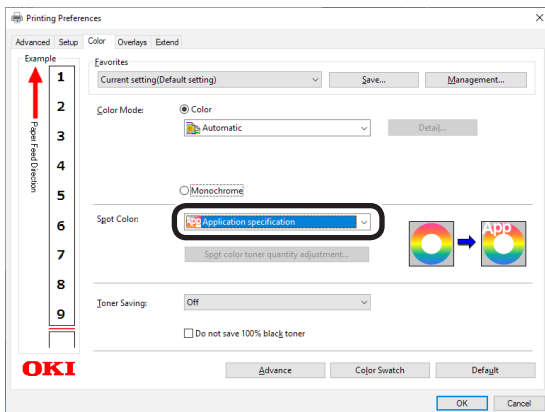 Printing Preferences
Advanced Setup Color Overlays Extend
Example
Paper Feed Direction
1
2
3
4
5
6
7
8
9
OKI
Favorites
Current setting(Default setting)
Save...
Management...
Color Mode:
Color
Automatic
Detail...
Monochrome
Spot Color:
App Application specification
App
Spot color toner quantity adjustment...
Toner Saving:
Off
Do not save 100% black toner
Advance
Color Swatch
Default
OK
Cancel